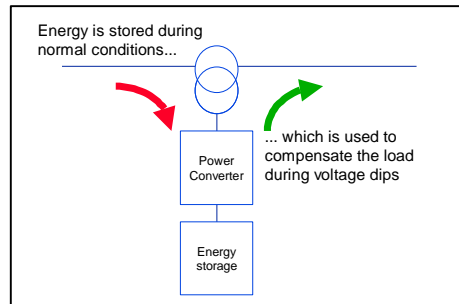 Energy is stored during
normal conditions...
... which is used to
compensate the load
during voltage dips
Power
Converter
Energy
storage